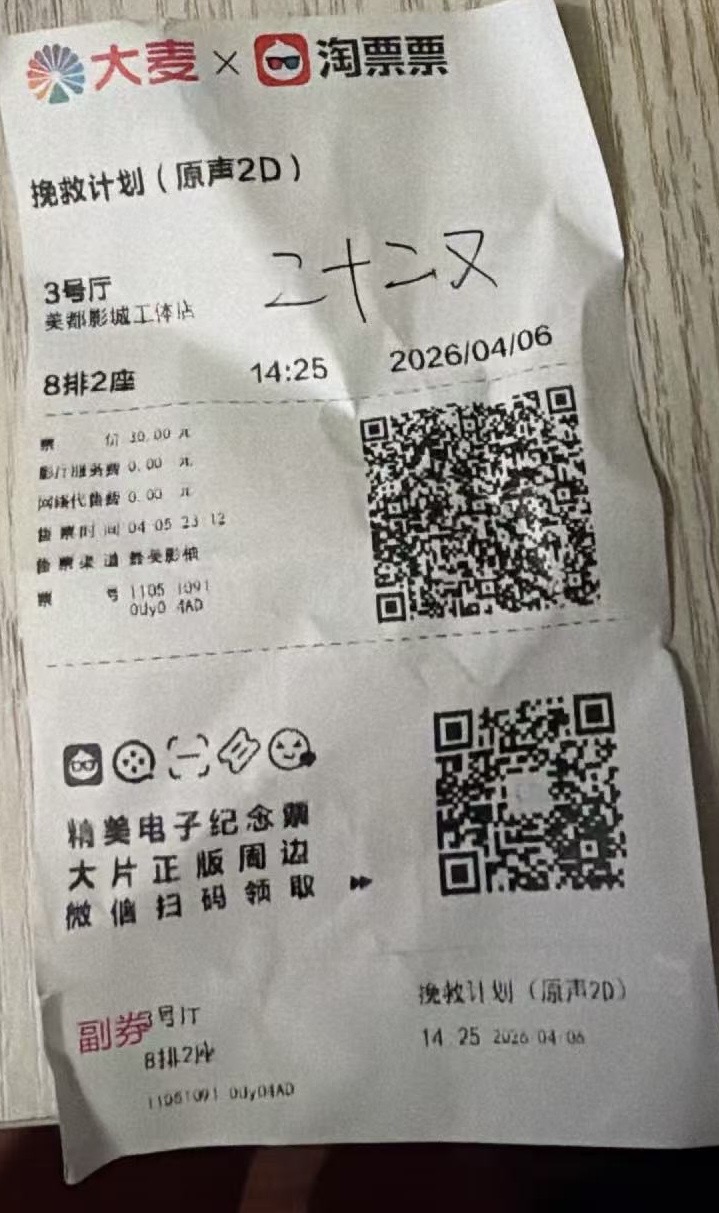 大麦 × 淘票票
挽救计划（原声2D）
二十二又
3号厅
美都影城工体店
8排2座 14:25 2026/04/06
票 价 30.00 元
影厅服务费 0.00 元
网络代售费 0.00 元
售票时间 04 05 23 12
售票渠道
票 号 1105 1091
0Uy0 4AD
精美电子纪念票
大片正版周边
微信扫码领取
副券 3号厅
8排2座
11051091 0Uy04AD
挽救计划（原声2D）
14 25 2026 04 06